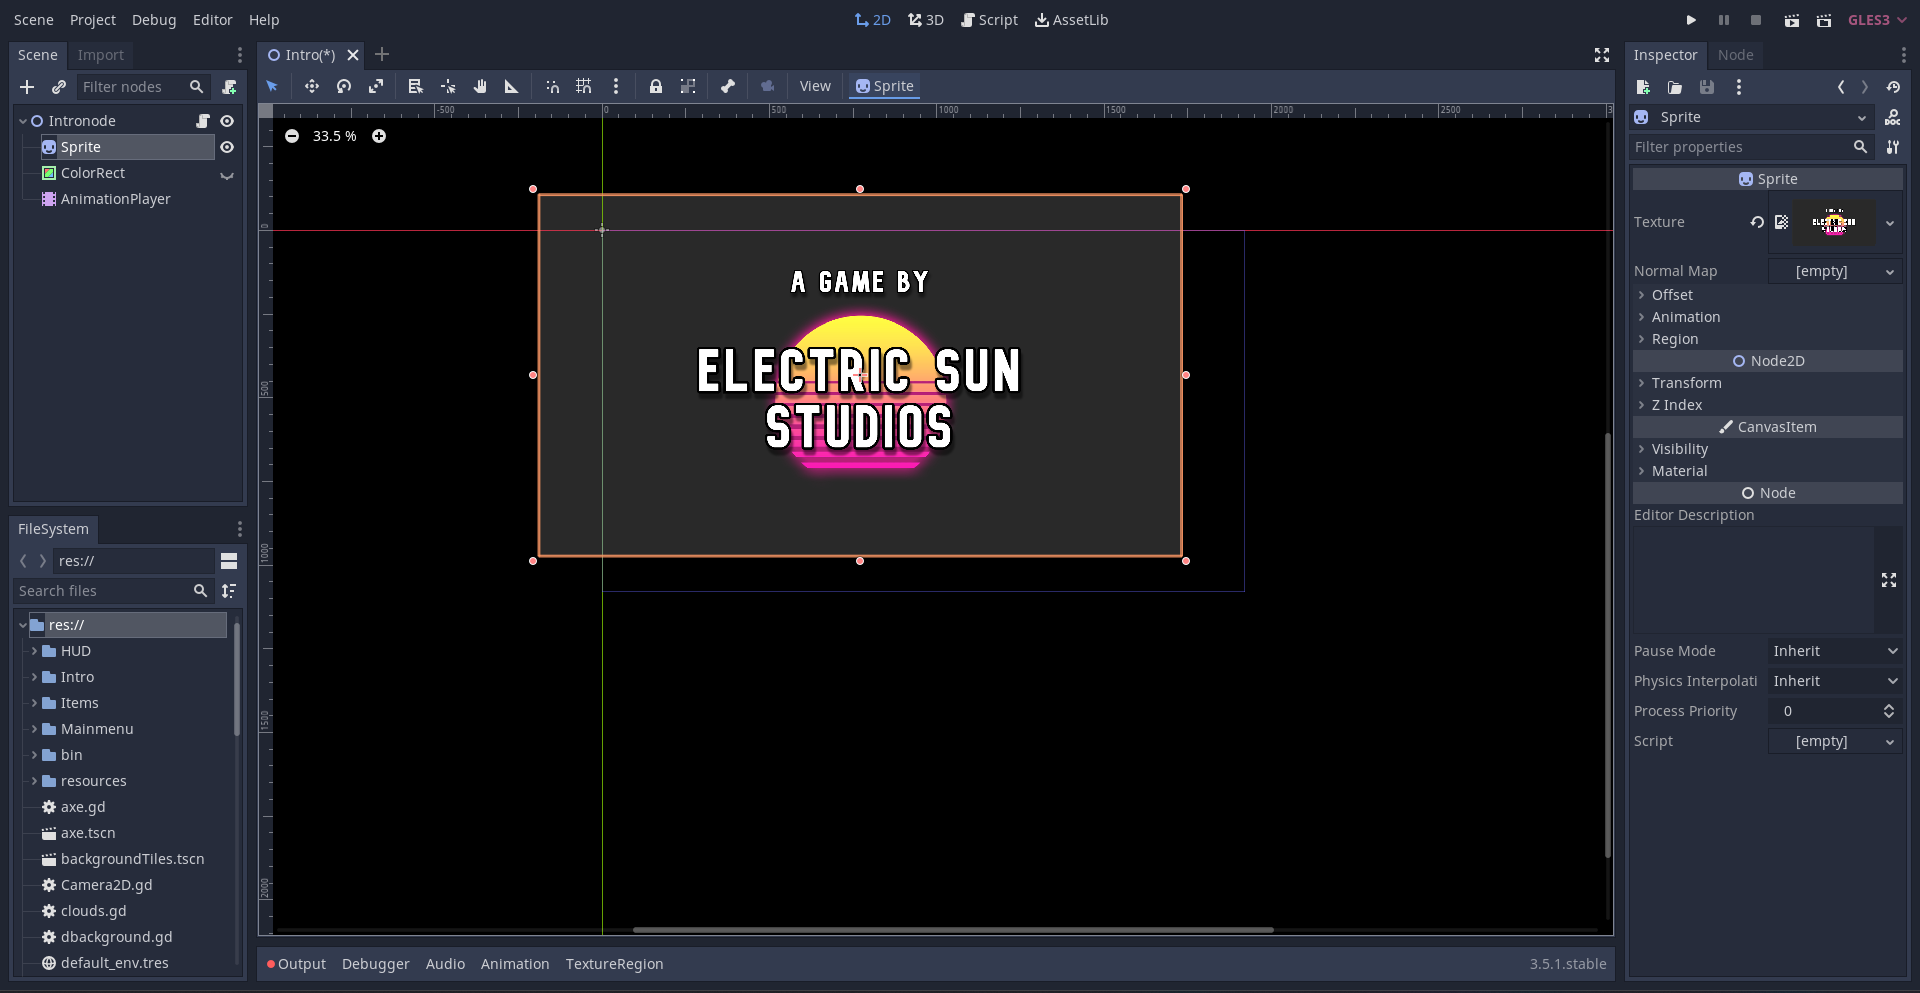 Scene Project Debug Editor Help
2D 3D Script AssetLib
GLES3
Scene Import
Filter nodes
Intronode
Sprite
ColorRect
AnimationPlayer
FileSystem
res://
Search files
res://
HUD
Intro
Items
Mainmenu
bin
resources
axe.gd
axe.tscn
backgroundTiles.tscn
Camera2D.gd
clouds.gd
dbackground.gd
default_env.tres
Intro(*)
View Sprite
-500 0 500 1000 1500 2000 2500 3
33.5 %
0
500
1000
1500
2000
A GAME BY
ELECTRIC SUN
STUDIOS
Output Debugger Audio Animation TextureRegion 3.5.1.stable
Inspector Node
Sprite
Filter properties
Sprite
Texture
Normal Map [empty]
Offset
Animation
Region
Node2D
Transform
Z Index
CanvasItem
Visibility
Material
Node
Editor Description
Pause Mode Inherit
Physics Interpolati Inherit
Process Priority 0
Script [empty]